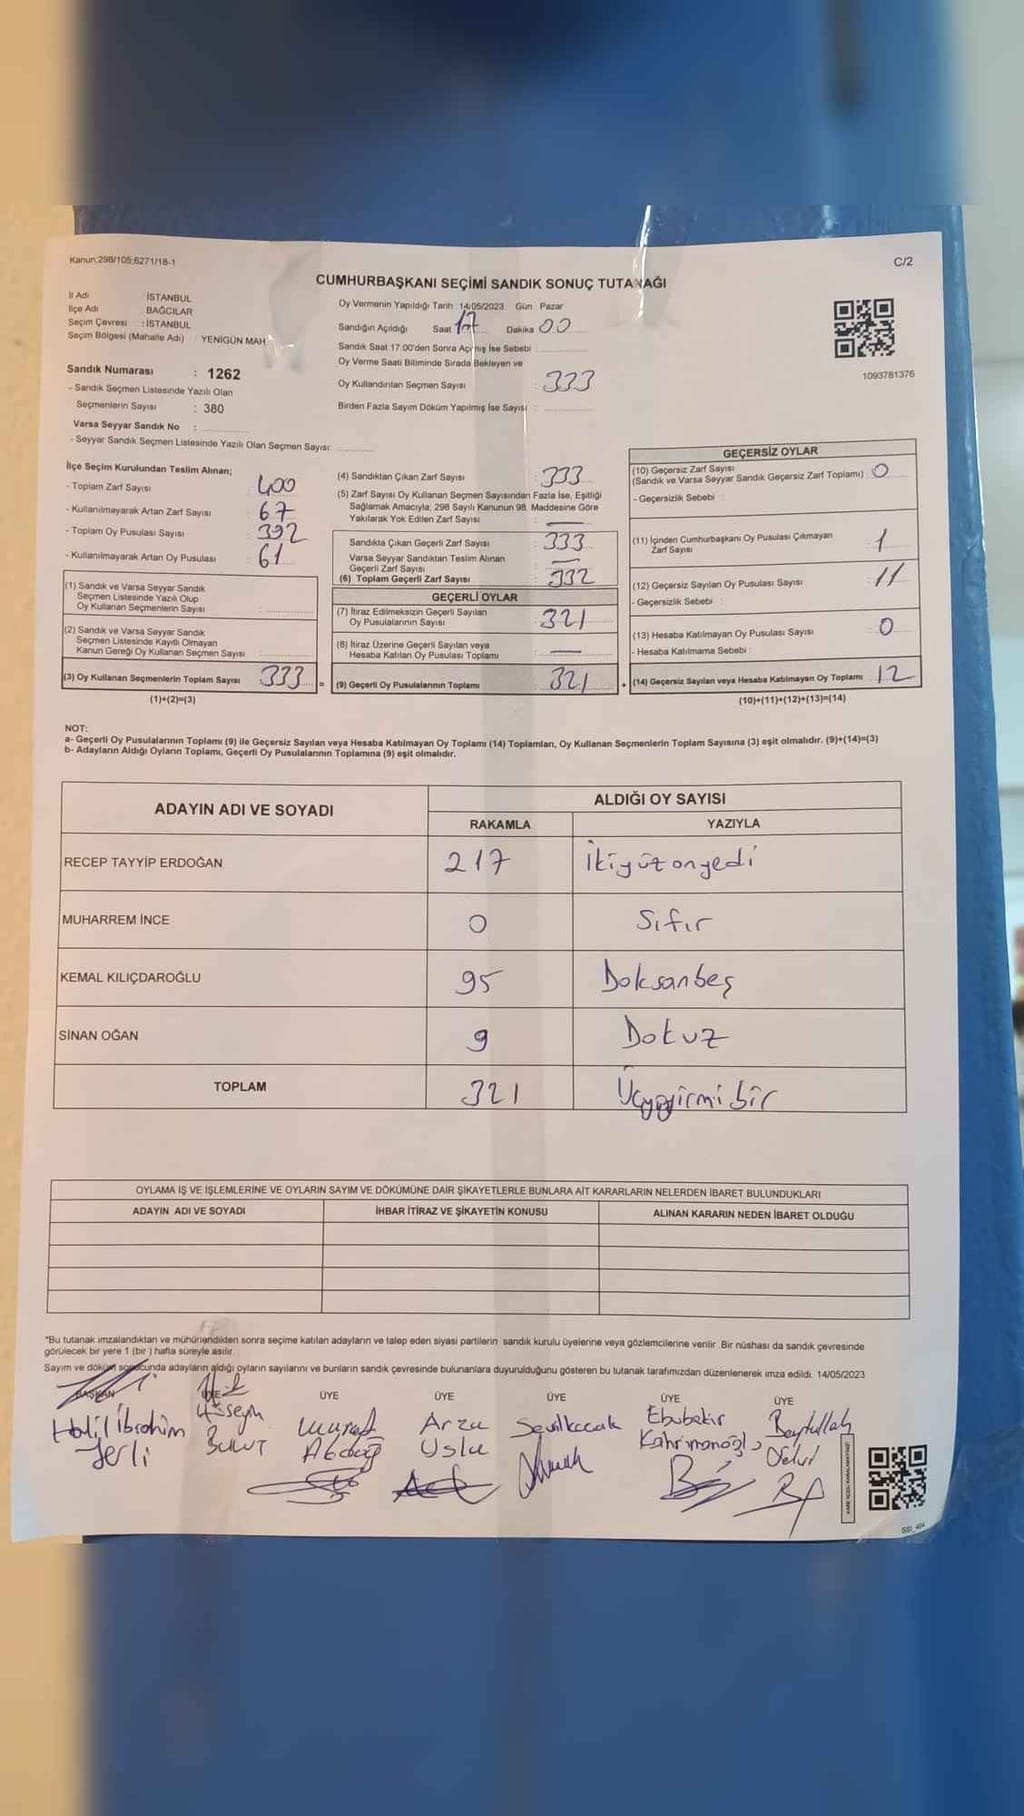 Kanun;298/105;6271/18-1
C/2
CUMHURBAŞKANI SEÇİMİ SANDIK SONUÇ TUTANAĞI
İl Adı İSTANBUL
İlçe Adı BAĞCILAR
Seçim Çevresi : İSTANBUL
Seçim Bölgesi (Mahalle Adı) : YENİGÜN MAH.
Oy Vermenin Yapıldığı Tarih : 14/05/2023 Gün : Pazar
Sandığın Açıldığı Saat 17 Dakika 00
Sandık Saat 17:00'den Sonra Açılmış İse Sebebi
Oy Verme Saati Bitiminde Sırada Bekleyen ve
Oy Kullandırılan Seçmen Sayısı : 333
Birden Fazla Sayım Döküm Yapılmış İse Sayısı :
1093781376
Sandık Numarası : 1262
- Sandık Seçmen Listesinde Yazılı Olan
Seçmenlerin Sayısı : 380
Varsa Seyyar Sandık No :
- Seyyar Sandık Seçmen Listesinde Yazılı Olan Seçmen Sayısı:
İlçe Seçim Kurulundan Teslim Alınan;
- Toplam Zarf Sayısı : 400
- Kullanılmayarak Artan Zarf Sayısı : 67
- Toplam Oy Pusulası Sayısı : 392
- Kullanılmayarak Artan Oy Pusulası : 61
(1) Sandık ve Varsa Seyyar Sandık
Seçmen Listesinde Yazılı Olup
Oy Kullanan Seçmenlerin Sayısı :
(2) Sandık ve Varsa Seyyar Sandık
Seçmen Listesinde Kayıtlı Olmayan
Kanun Gereği Oy Kullanan Seçmen Sayısı :
(3) Oy Kullanan Seçmenlerin Toplam Sayısı : 333 =
(1)+(2)=(3)
(4) Sandıktan Çıkan Zarf Sayısı : 333
(5) Zarf Sayısı Oy Kullanan Seçmen Sayısından Fazla İse, Eşitliği
Sağlamak Amacıyla; 298 Sayılı Kanunun 98. Maddesine Göre
Yakılarak Yok Edilen Zarf Sayısı : —
Sandıkta Çıkan Geçerli Zarf Sayısı : 333
Varsa Seyyar Sandıktan Teslim Alınan
Geçerli Zarf Sayısı : —
(6) Toplam Geçerli Zarf Sayısı : 332
GEÇERLİ OYLAR
(7) İtiraz Edilmeksizin Geçerli Sayılan
Oy Pusulalarının Sayısı : 321
(8) İtiraz Üzerine Geçerli Sayılan veya
Hesaba Katılan Oy Pusulası Toplamı : —
(9) Geçerli Oy Pusulalarının Toplamı : 321 +
GEÇERSİZ OYLAR
(10) Geçersiz Zarf Sayısı
(Sandık ve Varsa Seyyar Sandık Geçersiz Zarf Toplamı) : 0
- Geçersizlik Sebebi :
(11) İçinden Cumhurbaşkanı Oy Pusulası Çıkmayan
Zarf Sayısı : 1
(12) Geçersiz Sayılan Oy Pusulası Sayısı : 11
- Geçersizlik Sebebi :
(13) Hesaba Katılmayan Oy Pusulası Sayısı : 0
- Hesaba Katılmama Sebebi :
(14) Geçersiz Sayılan veya Hesaba Katılmayan Oy Toplamı : 12
(10)+(11)+(12)+(13)=(14)
NOT:
a- Geçerli Oy Pusulalarının Toplamı (9) ile Geçersiz Sayılan veya Hesaba Katılmayan Oy Toplamı (14) Toplamları, Oy Kullanan Seçmenlerin Toplam Sayısına (3) eşit olmalıdır. (9)+(14)=(3)
b- Adayların Aldığı Oyların Toplamı, Geçerli Oy Pusulalarının Toplamına (9) eşit olmalıdır.
ADAYIN ADI VE SOYADI ALDIĞI OY SAYISI
RAKAMLA YAZIYLA
RECEP TAYYİP ERDOĞAN 217 İkiyüzonyedi
MUHARREM İNCE 0 Sıfır
KEMAL KILIÇDAROĞLU 95 Doksanbeş
SİNAN OĞAN 9 Dokuz
TOPLAM 321
OYLAMA İŞ VE İŞLEMLERİNE VE OYLARIN SAYIM VE DÖKÜMÜNE DAİR ŞİKAYETLERLE BUNLARA AİT KARARLARIN NELERDEN İBARET BULUNDUKLARI
ADAYIN ADI VE SOYADI İHBAR İTİRAZ VE ŞİKAYETİN KONUSU ALINAN KARARIN NEDEN İBARET OLDUĞU
*Bu tutanak imzalandıktan ve mühürlendikten sonra seçime katılan adayların ve talep eden siyasi partilerin sandık kurulu üyelerine veya gözlemcilerine verilir. Bir nüshası da sandık çevresinde
görülecek bir yere 1 (bir) hafta süreyle asılır.
Sayım ve döküm sonucunda adayların aldığı oyların sayılarını ve bunların sandık çevresinde bulunanlara duyurulduğunu gösteren bu tutanak tarafımızdan düzenlenerek imza edildi. 14/05/2023
BAŞKAN ÜYE ÜYE ÜYE ÜYE ÜYE ÜYE
Halil İbrahim Hüseyin Murat Arzu Ebubekir Beytullah
Yerli Bulut Uslu Kahrimanoğlu
SSI_404